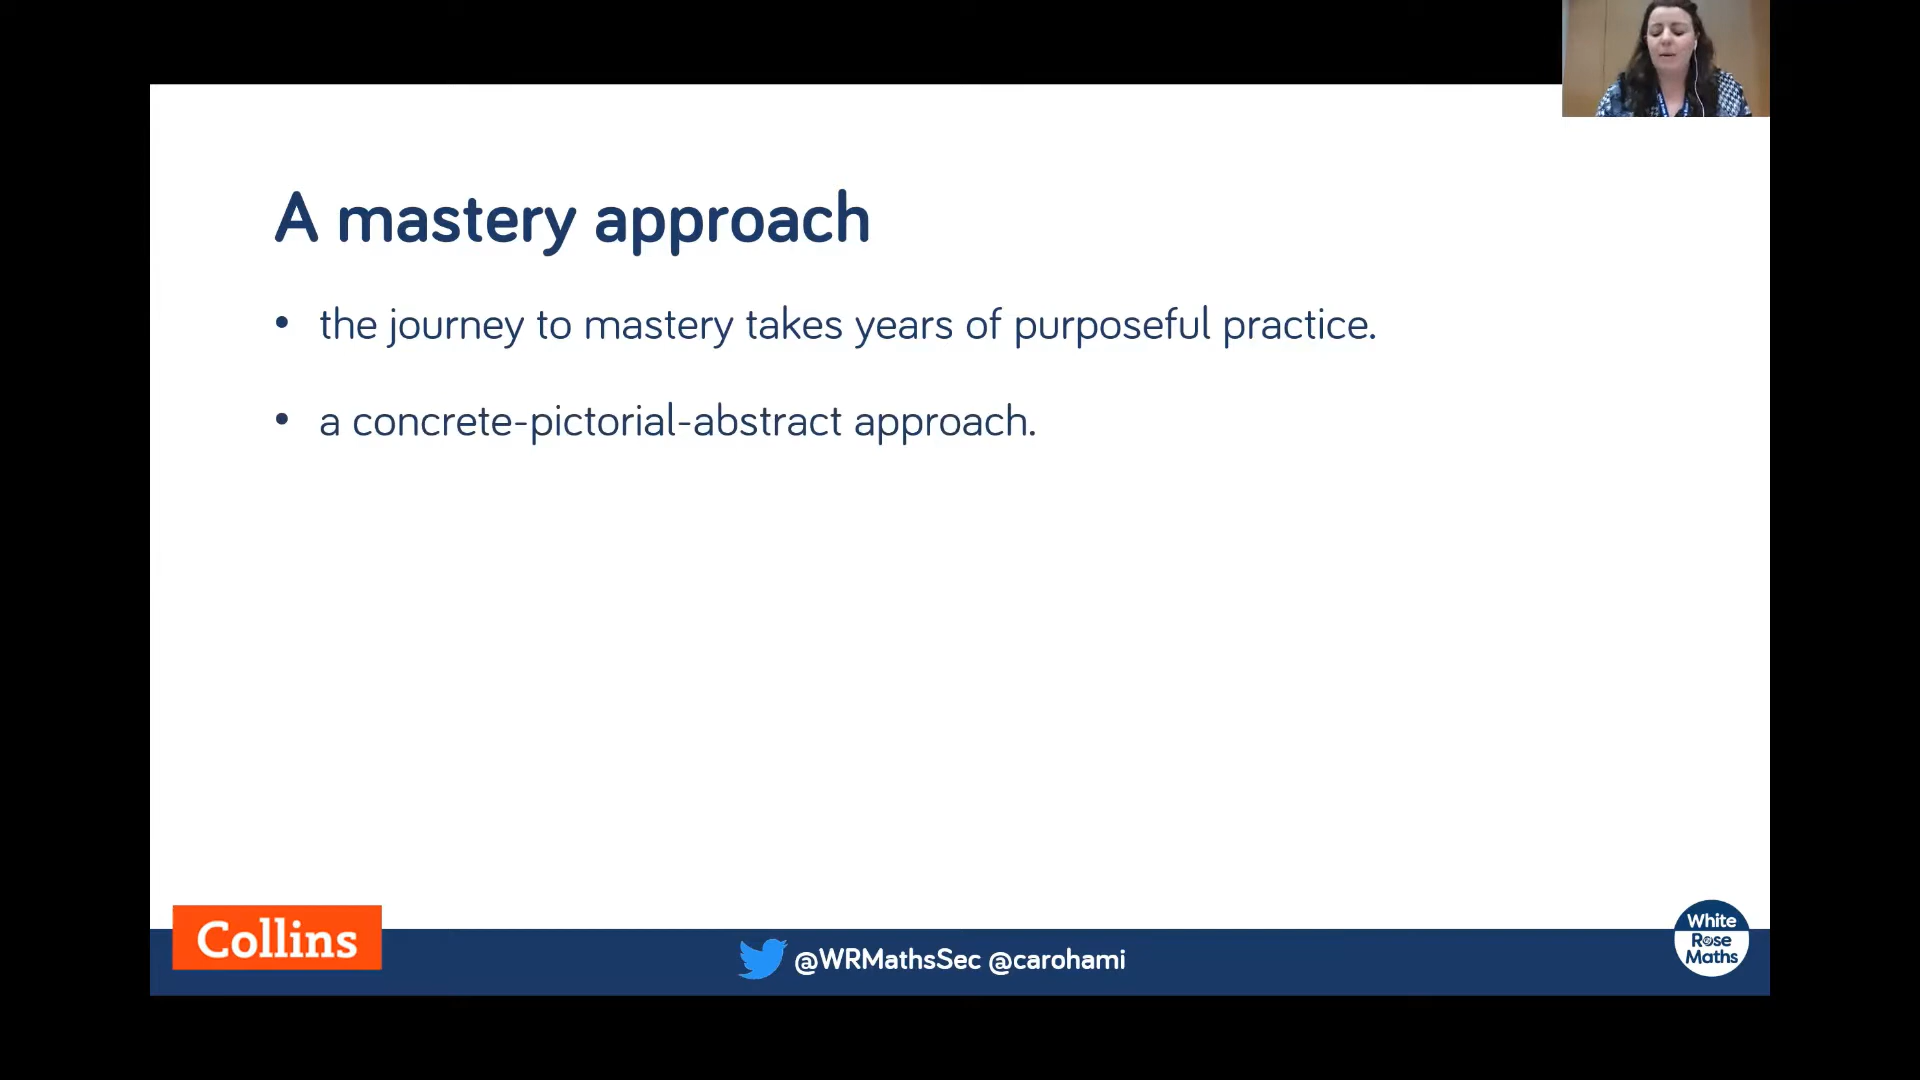 A mastery approach
• the journey to mastery takes years of purposeful practice.
• a concrete-pictorial-abstract approach.
Collins
@WRMathsSec @carohami
White
Rose
Maths